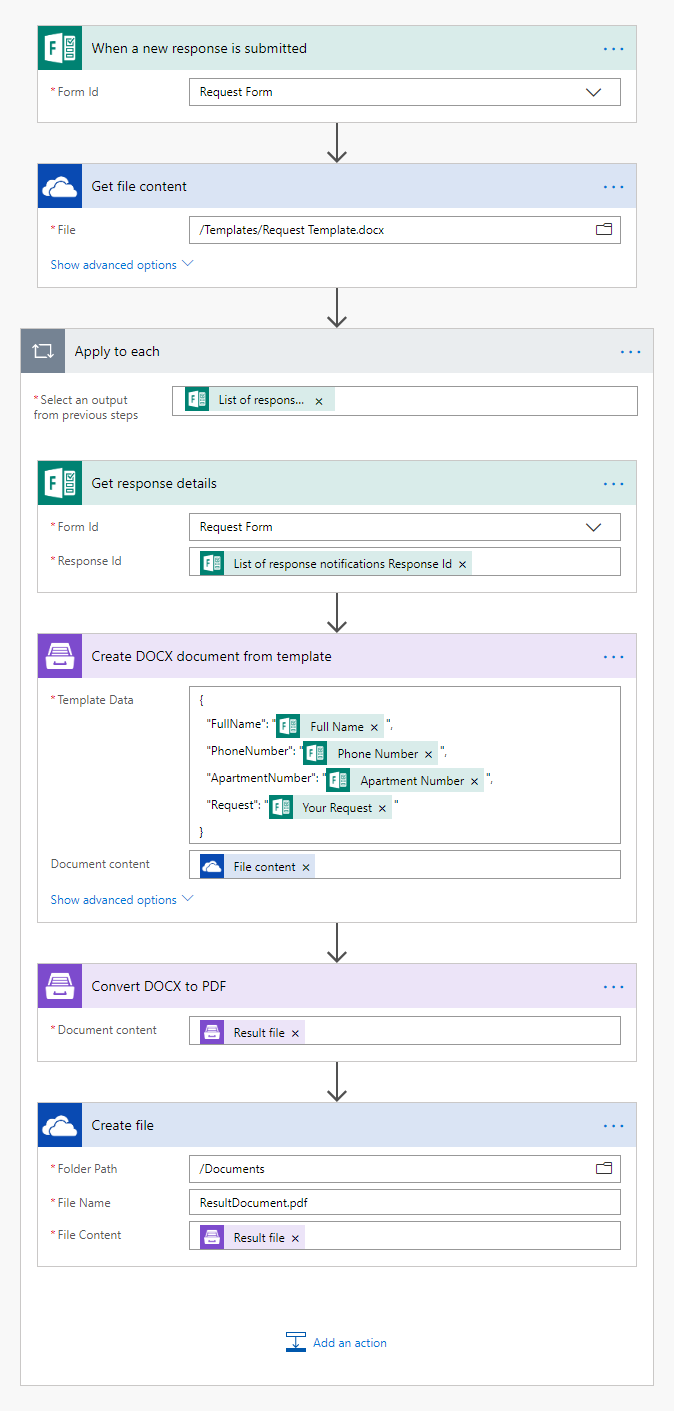 When a new response is submitted
* Form Id
Request Form
Get file content
* File
/Templates/Request Template.docx
Show advanced options
Apply to each
* Select an output
from previous steps
List of respons... ×
Get response details
* Form Id
Request Form
* Response Id
List of response notifications Response Id ×
Create DOCX document from template
* Template Data
{
"FullName": " Full Name × ",
"PhoneNumber": " Phone Number × ",
"ApartmentNumber": " Apartment Number × ",
"Request": " Your Request × "
}
Document content
File content ×
Show advanced options
Convert DOCX to PDF
* Document content
Result file ×
Create file
* Folder Path
/Documents
* File Name
ResultDocument.pdf
* File Content
Result file ×
Add an action